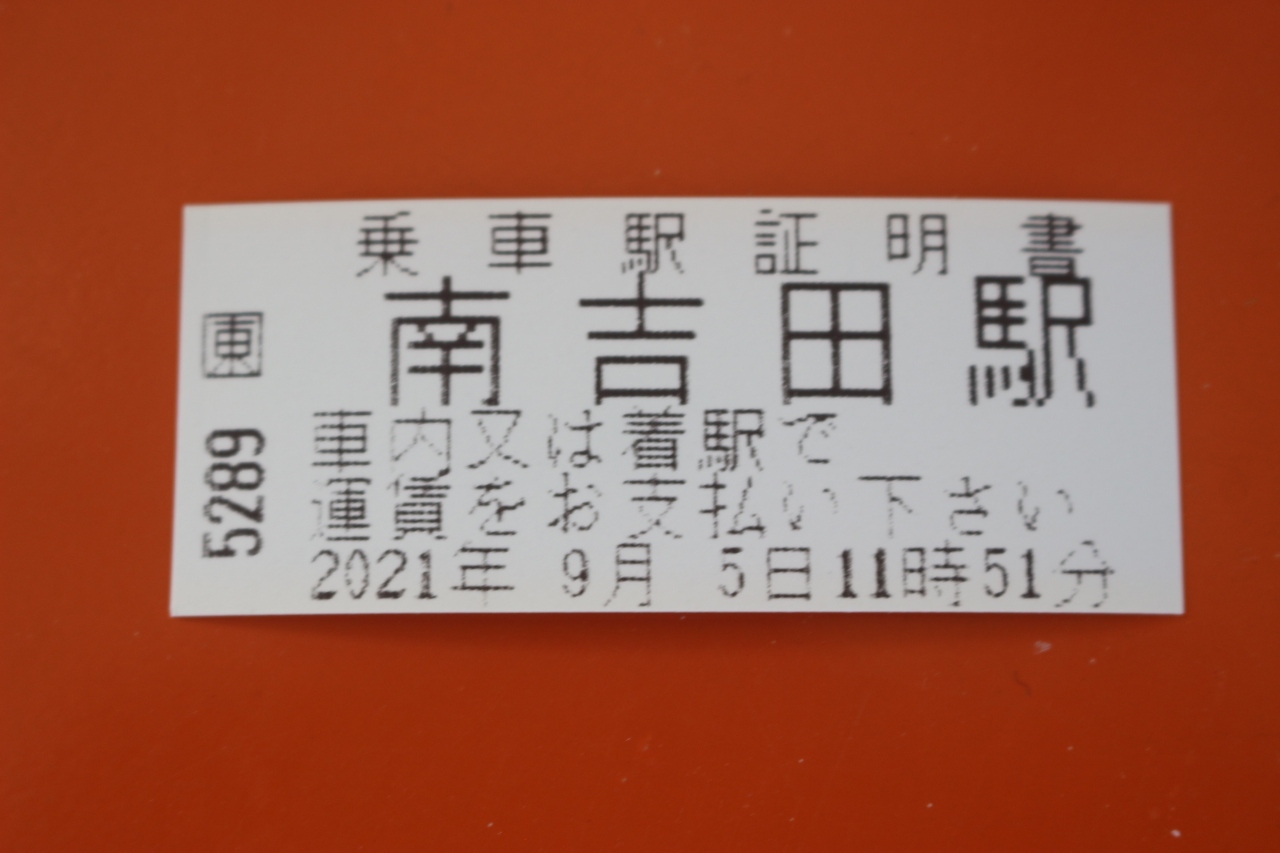 乗車駅証明書
南吉田駅
車内又は着駅で
運賃をお支払い下さい
2021年 9月 5日11時51分
東
5289